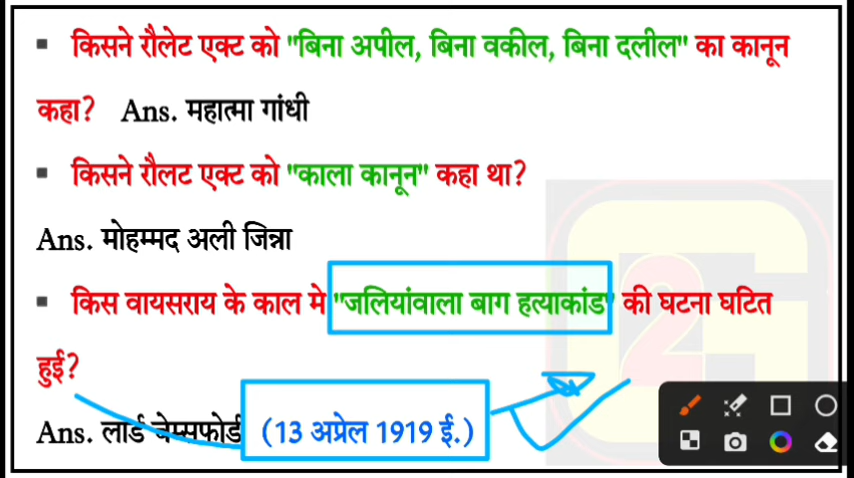 ▪ किसने रौलेट एक्ट को "बिना अपील, बिना वकील, बिना दलील" का कानून
कहा? Ans. महात्मा गांधी
▪ किसने रौलट एक्ट को "काला कानून" कहा था?
Ans. मोहम्मद अली जिन्ना
▪ किस वायसराय के काल मे "जलियांवाला बाग हत्याकांड" की घटना घटित
हुई?
Ans. लार्ड चेम्सफोर्ड (13 अप्रेल 1919 ई.)